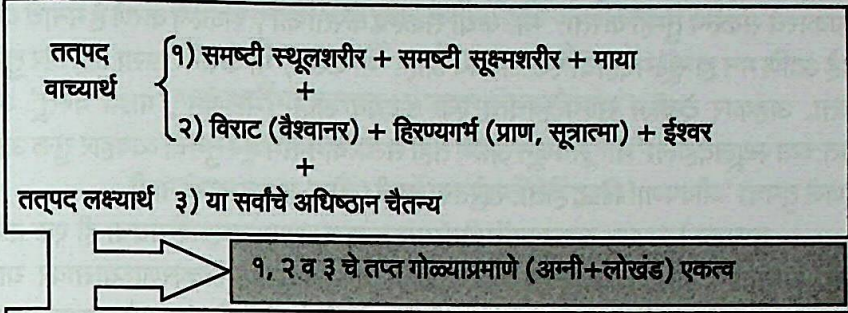 तत्पद
वाच्यार्थ
१) समष्टी स्थूलशरीर + समष्टी सूक्ष्मशरीर + माया
+
२) विराट (वैश्वानर) + हिरण्यगर्भ (प्राण, सूत्रात्मा) + ईश्वर
+
तत्पद लक्ष्यार्थ ३) या सर्वांचे अधिष्ठान चैतन्य
१, २ व ३ चे तप्त गोळ्याप्रमाणे (अग्नी+लोखंड) एकत्व